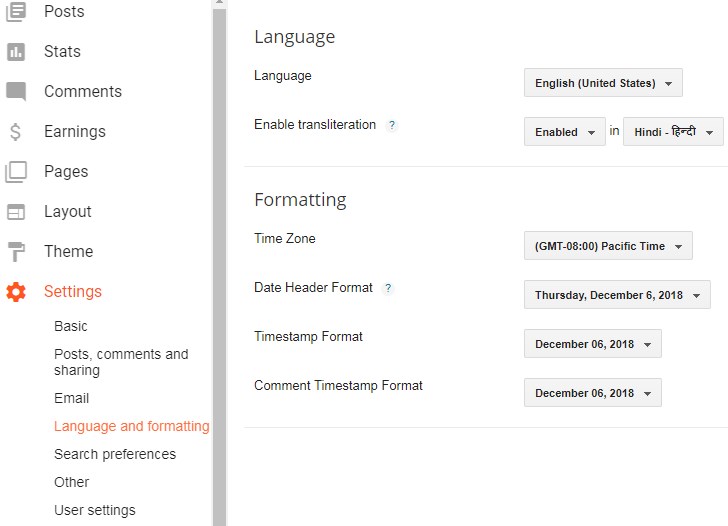 Posts
Stats
Comments
Earnings
Pages
Layout
Theme
Settings
Basic
Posts, comments and
sharing
Email
Language and formatting
Search preferences
Other
User settings
Language
Language English (United States)
Enable transliteration ? Enabled in Hindi - हिन्दी
Formatting
Time Zone (GMT-08:00) Pacific Time
Date Header Format ? Thursday, December 6, 2018
Timestamp Format December 06, 2018
Comment Timestamp Format December 06, 2018